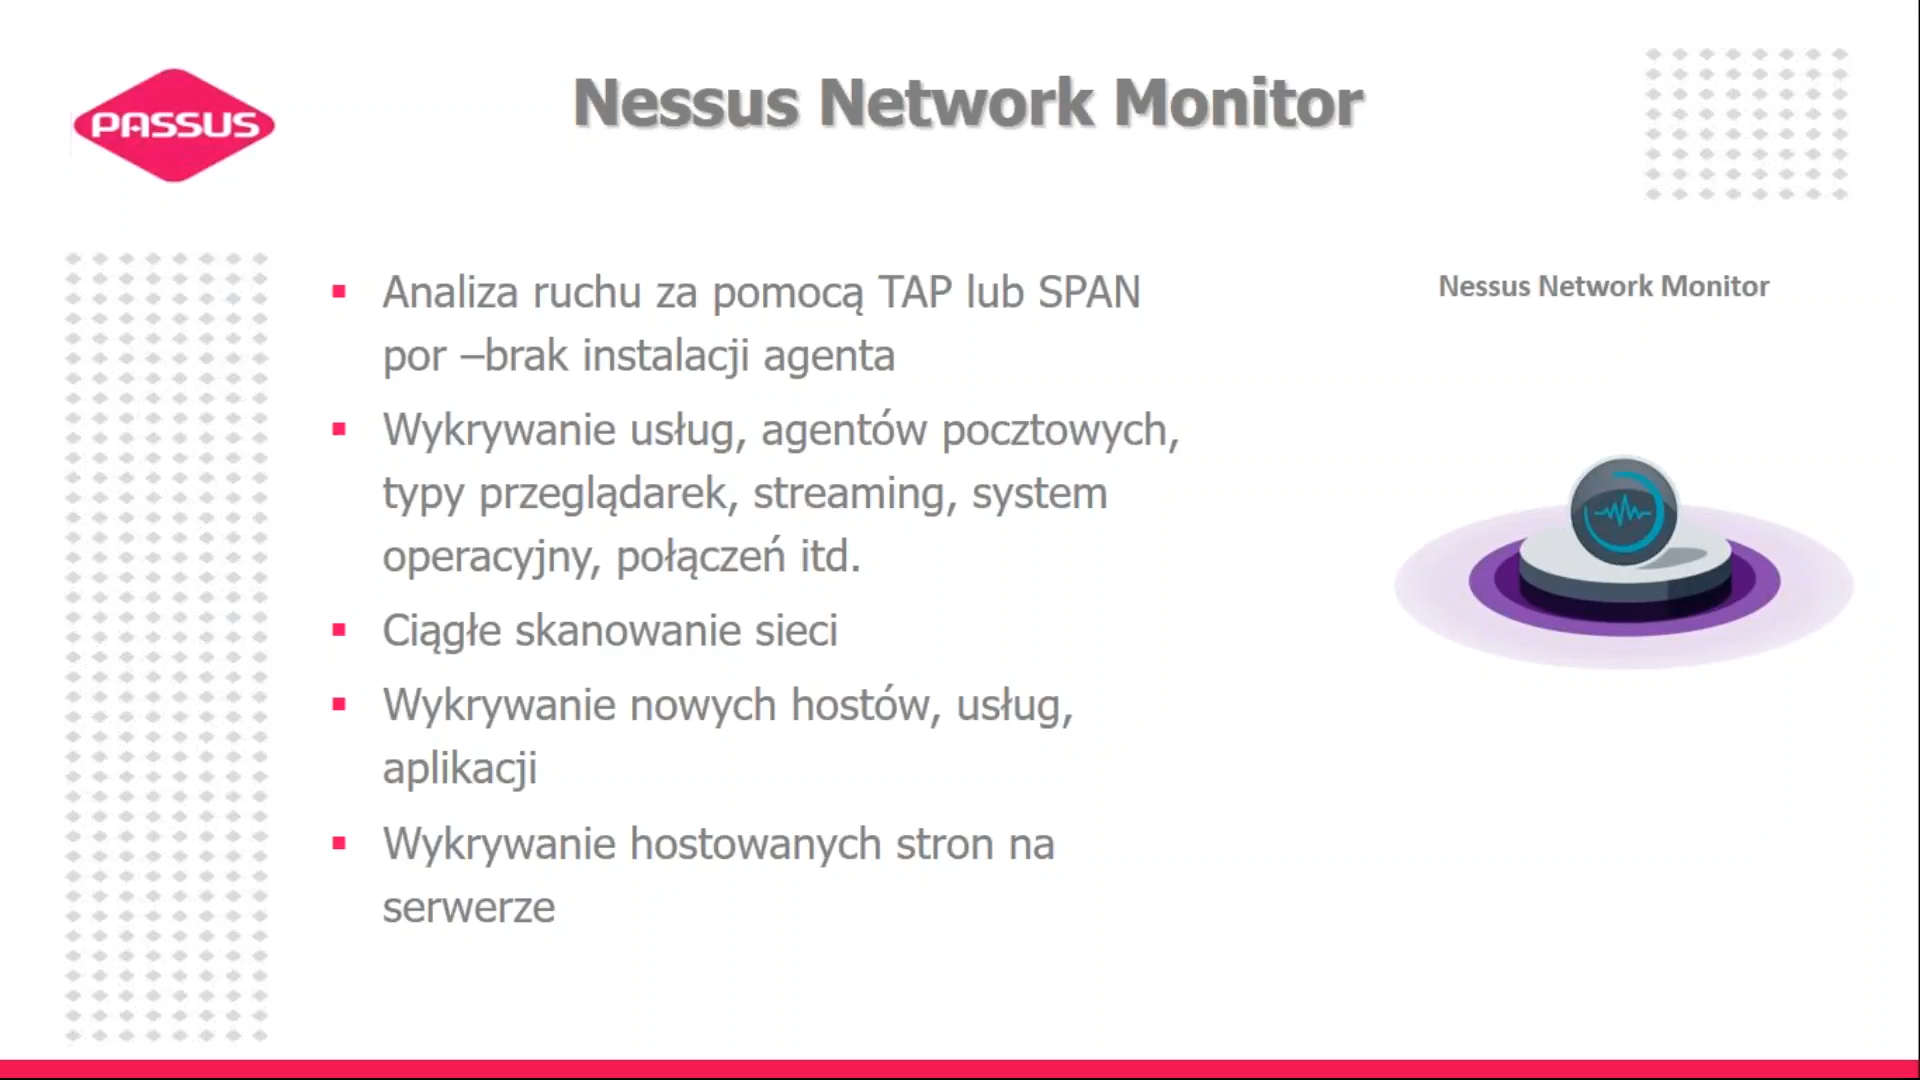 PASSUS
Nessus Network Monitor
Analiza ruchu za pomocą TAP lub SPAN
por –brak instalacji agenta
Wykrywanie usług, agentów pocztowych,
typy przeglądarek, streaming, system
operacyjny, połączeń itd.
Ciągłe skanowanie sieci
Wykrywanie nowych hostów, usług,
aplikacji
Wykrywanie hostowanych stron na
serwerze
Nessus Network Monitor